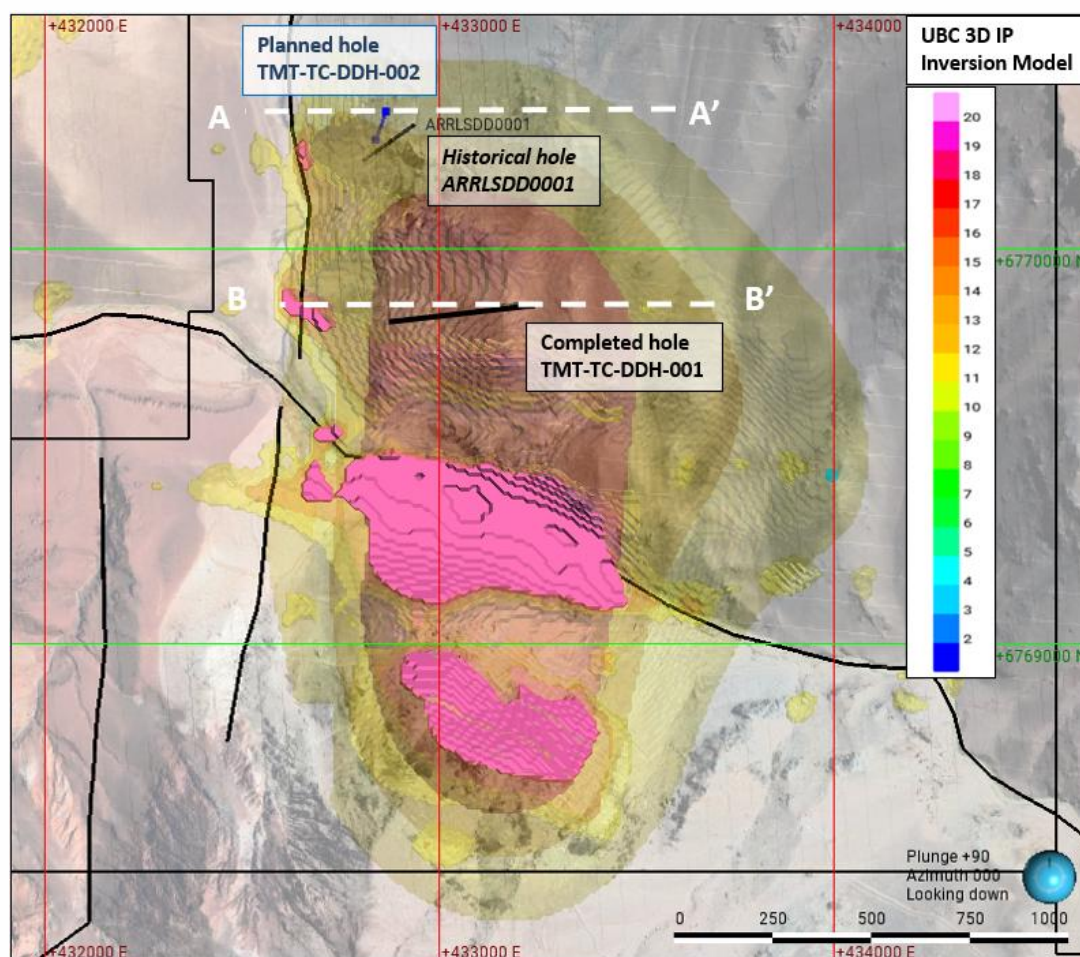 +432000 E
+433000 E
+434000 E
Planned hole
TMT-TC-DDH-002
A
A'
ARRLSDD0001
Historical hole
ARRLSDD0001
UBC 3D IP
Inversion Model
20
19
18
17
16
15
14
13
12
11
10
9
8
7
6
5
4
3
2
+6770000 N
B
B'
Completed hole
TMT-TC-DDH-001
+6769000 N
Plunge +90
Azimuth 000
Looking down
0 250 500 750 1000
+432000 E
+433000 E
+434000 E